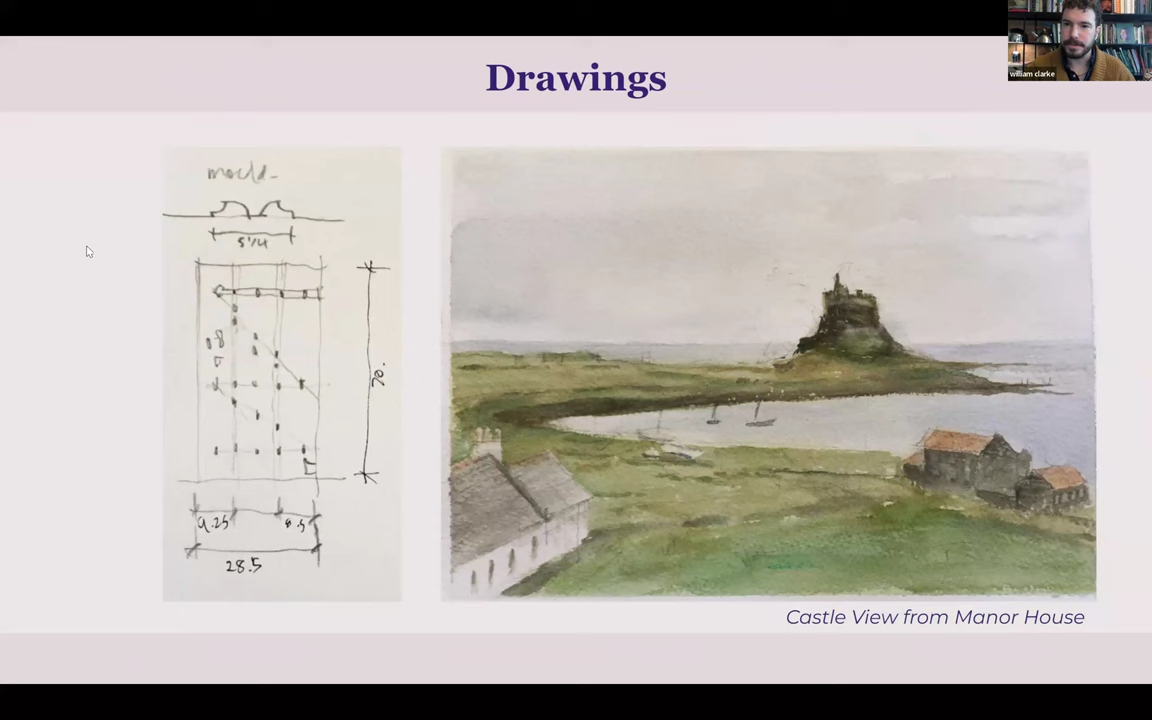 Drawings
william clarke
mould-
5 1/4
70.
9.25
8.5
28.5
Castle View from Manor House